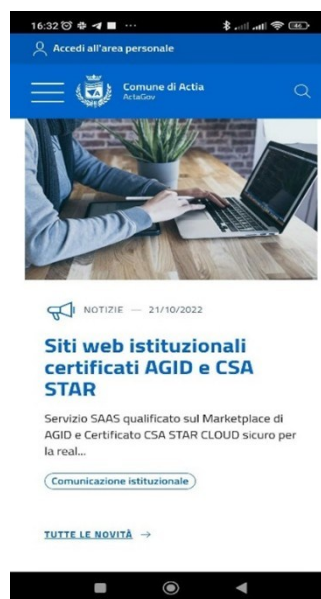 16:32
46
Accedi all'area personale
Comune di Actia
ActaGov
NOTIZIE — 21/10/2022
Siti web istituzionali
certificati AGID e CSA
STAR
Servizio SAAS qualificato sul Marketplace di
AGID e Certificato CSA STAR CLOUD sicuro per
la real...
Comunicazione istituzionale
TUTTE LE NOVITÀ →